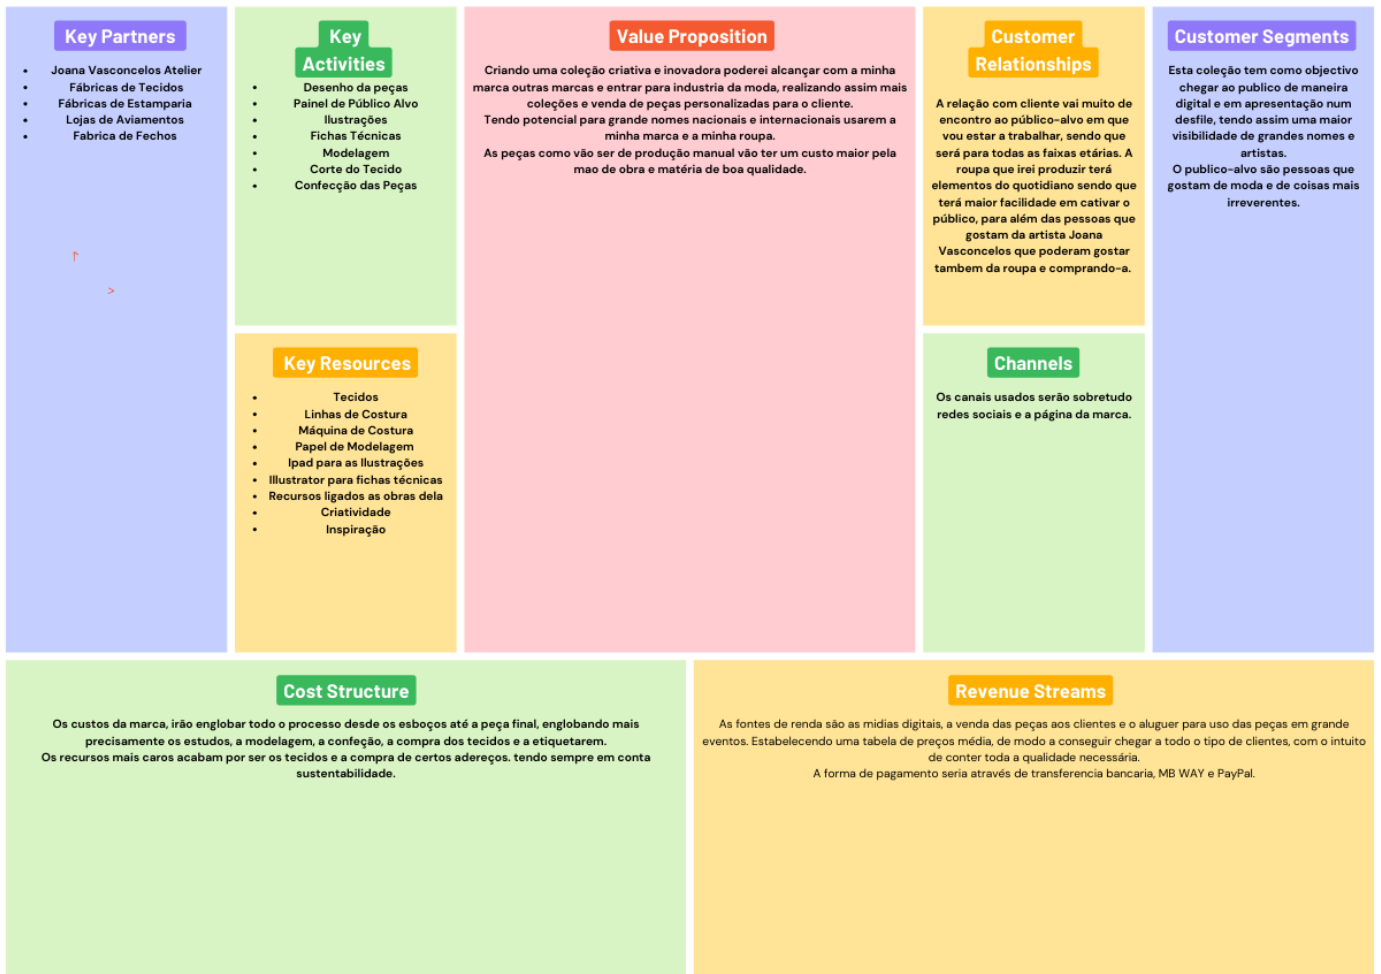 Key Partners
Joana Vasconcelos Atelier
Fábricas de Tecidos
Fábricas de Estamparia
Lojas de Aviamentos
Fabrica de Fechos
Key
Activities
Desenho da peças
Painel de Público Alvo
Ilustrações
Fichas Técnicas
Modelagem
Corte do Tecido
Confecção das Peças
Key Resources
Tecidos
Linhas de Costura
Máquina de Costura
Papel de Modelagem
Ipad para as Ilustrações
Illustrator para fichas técnicas
Recursos ligados as obras dela
Criatividade
Inspiração
Value Proposition
Criando uma coleção criativa e inovadora poderei alcançar com a minha
marca outras marcas e entrar para industria da moda, realizando assim mais
coleções e venda de peças personalizadas para o cliente.
Tendo potencial para grande nomes nacionais e internacionais usarem a
minha marca e a minha roupa.
As peças como vão ser de produção manual vão ter um custo maior pela
mao de obra e matéria de boa qualidade.
Customer
Relationships
A relação com cliente vai muito de
encontro ao público-alvo em que
vou estar a trabalhar, sendo que
será para todas as faixas etárias. A
roupa que irei produzir terá
elementos do quotidiano sendo que
terá maior facilidade em cativar o
público, para além das pessoas que
gostam da artista Joana
Vasconcelos que poderam gostar
tambem da roupa e comprando-a.
Channels
Os canais usados serão sobretudo
redes sociais e a página da marca.
Customer Segments
Esta coleção tem como objectivo
chegar ao publico de maneira
digital e em apresentação num
desfile, tendo assim uma maior
visibilidade de grandes nomes e
artistas.
O publico-alvo são pessoas que
gostam de moda e de coisas mais
irreverentes.
Cost Structure
Os custos da marca, irão englobar todo o processo desde os esboços até a peça final, englobando mais
precisamente os estudos, a modelagem, a confeção, a compra dos tecidos e a etiquetarem.
Os recursos mais caros acabam por ser os tecidos e a compra de certos adereços. tendo sempre em conta
sustentabilidade.
Revenue Streams
As fontes de renda são as midias digitais, a venda das peças aos clientes e o aluguer para uso das peças em grande
eventos. Estabelecendo uma tabela de preços média, de modo a conseguir chegar a todo o tipo de clientes, com o intuito
de conter toda a qualidade necessária.
A forma de pagamento seria através de transferencia bancaria, MB WAY e PayPal.